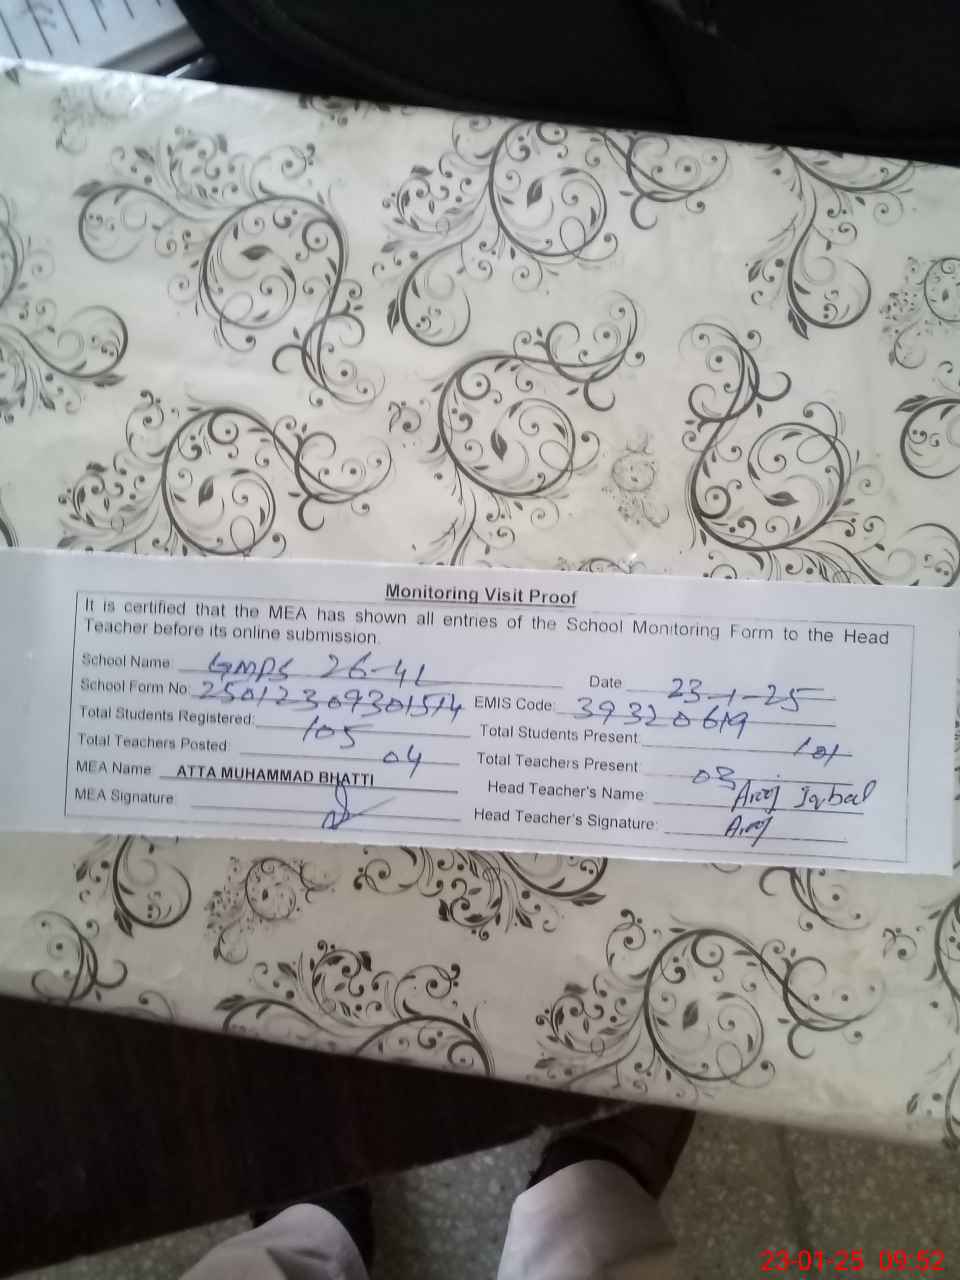 Monitoring Visit Proof
It is certified that the MEA has shown all entries of the School Monitoring Form to the Head
Teacher before its online submission.
School Name: GMPS 26-4L Date 23-1-25
School Form No: EMIS Code: 39320619
Total Students Registered: 105 Total Students Present: 101
Total Teachers Posted: 04 Total Teachers Present: 03
MEA Name ATTA MUHAMMAD BHATTI Head Teacher's Name Arooj Iqbal
MEA Signature: Head Teacher's Signature: Arooj
23-01-25 09:52